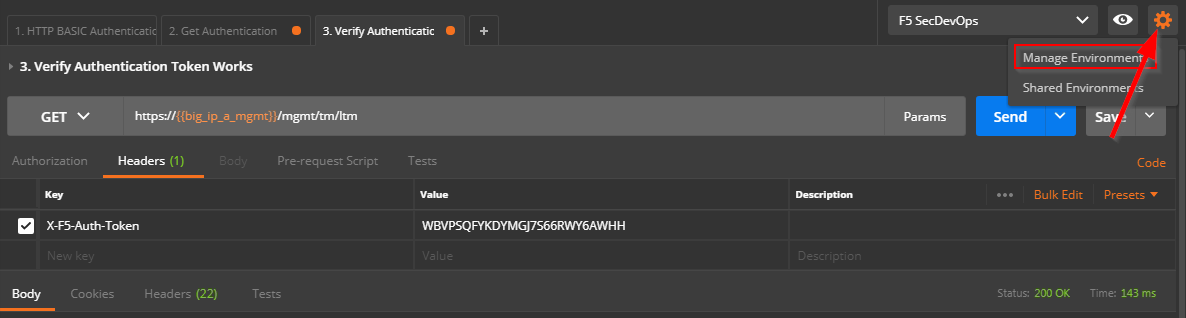 1. HTTP BASIC Authenticatic
2. Get Authentication
3. Verify Authenticatic
+
F5 SecDevOps
Manage Environment
Shared Environments
3. Verify Authentication Token Works
GET
https://{{big_ip_a_mgmt}}/mgmt/tm/ltm
Params
Send
Save
Authorization
Headers (1)
Body
Pre-request Script
Tests
Code
Key
Value
Description
Bulk Edit
Presets
X-F5-Auth-Token
WBVPSQFYKDYMGJ7S66RWY6AWHH
New key
Value
Description
Body
Cookies
Headers (22)
Tests
Status: 200 OK
Time: 143 ms